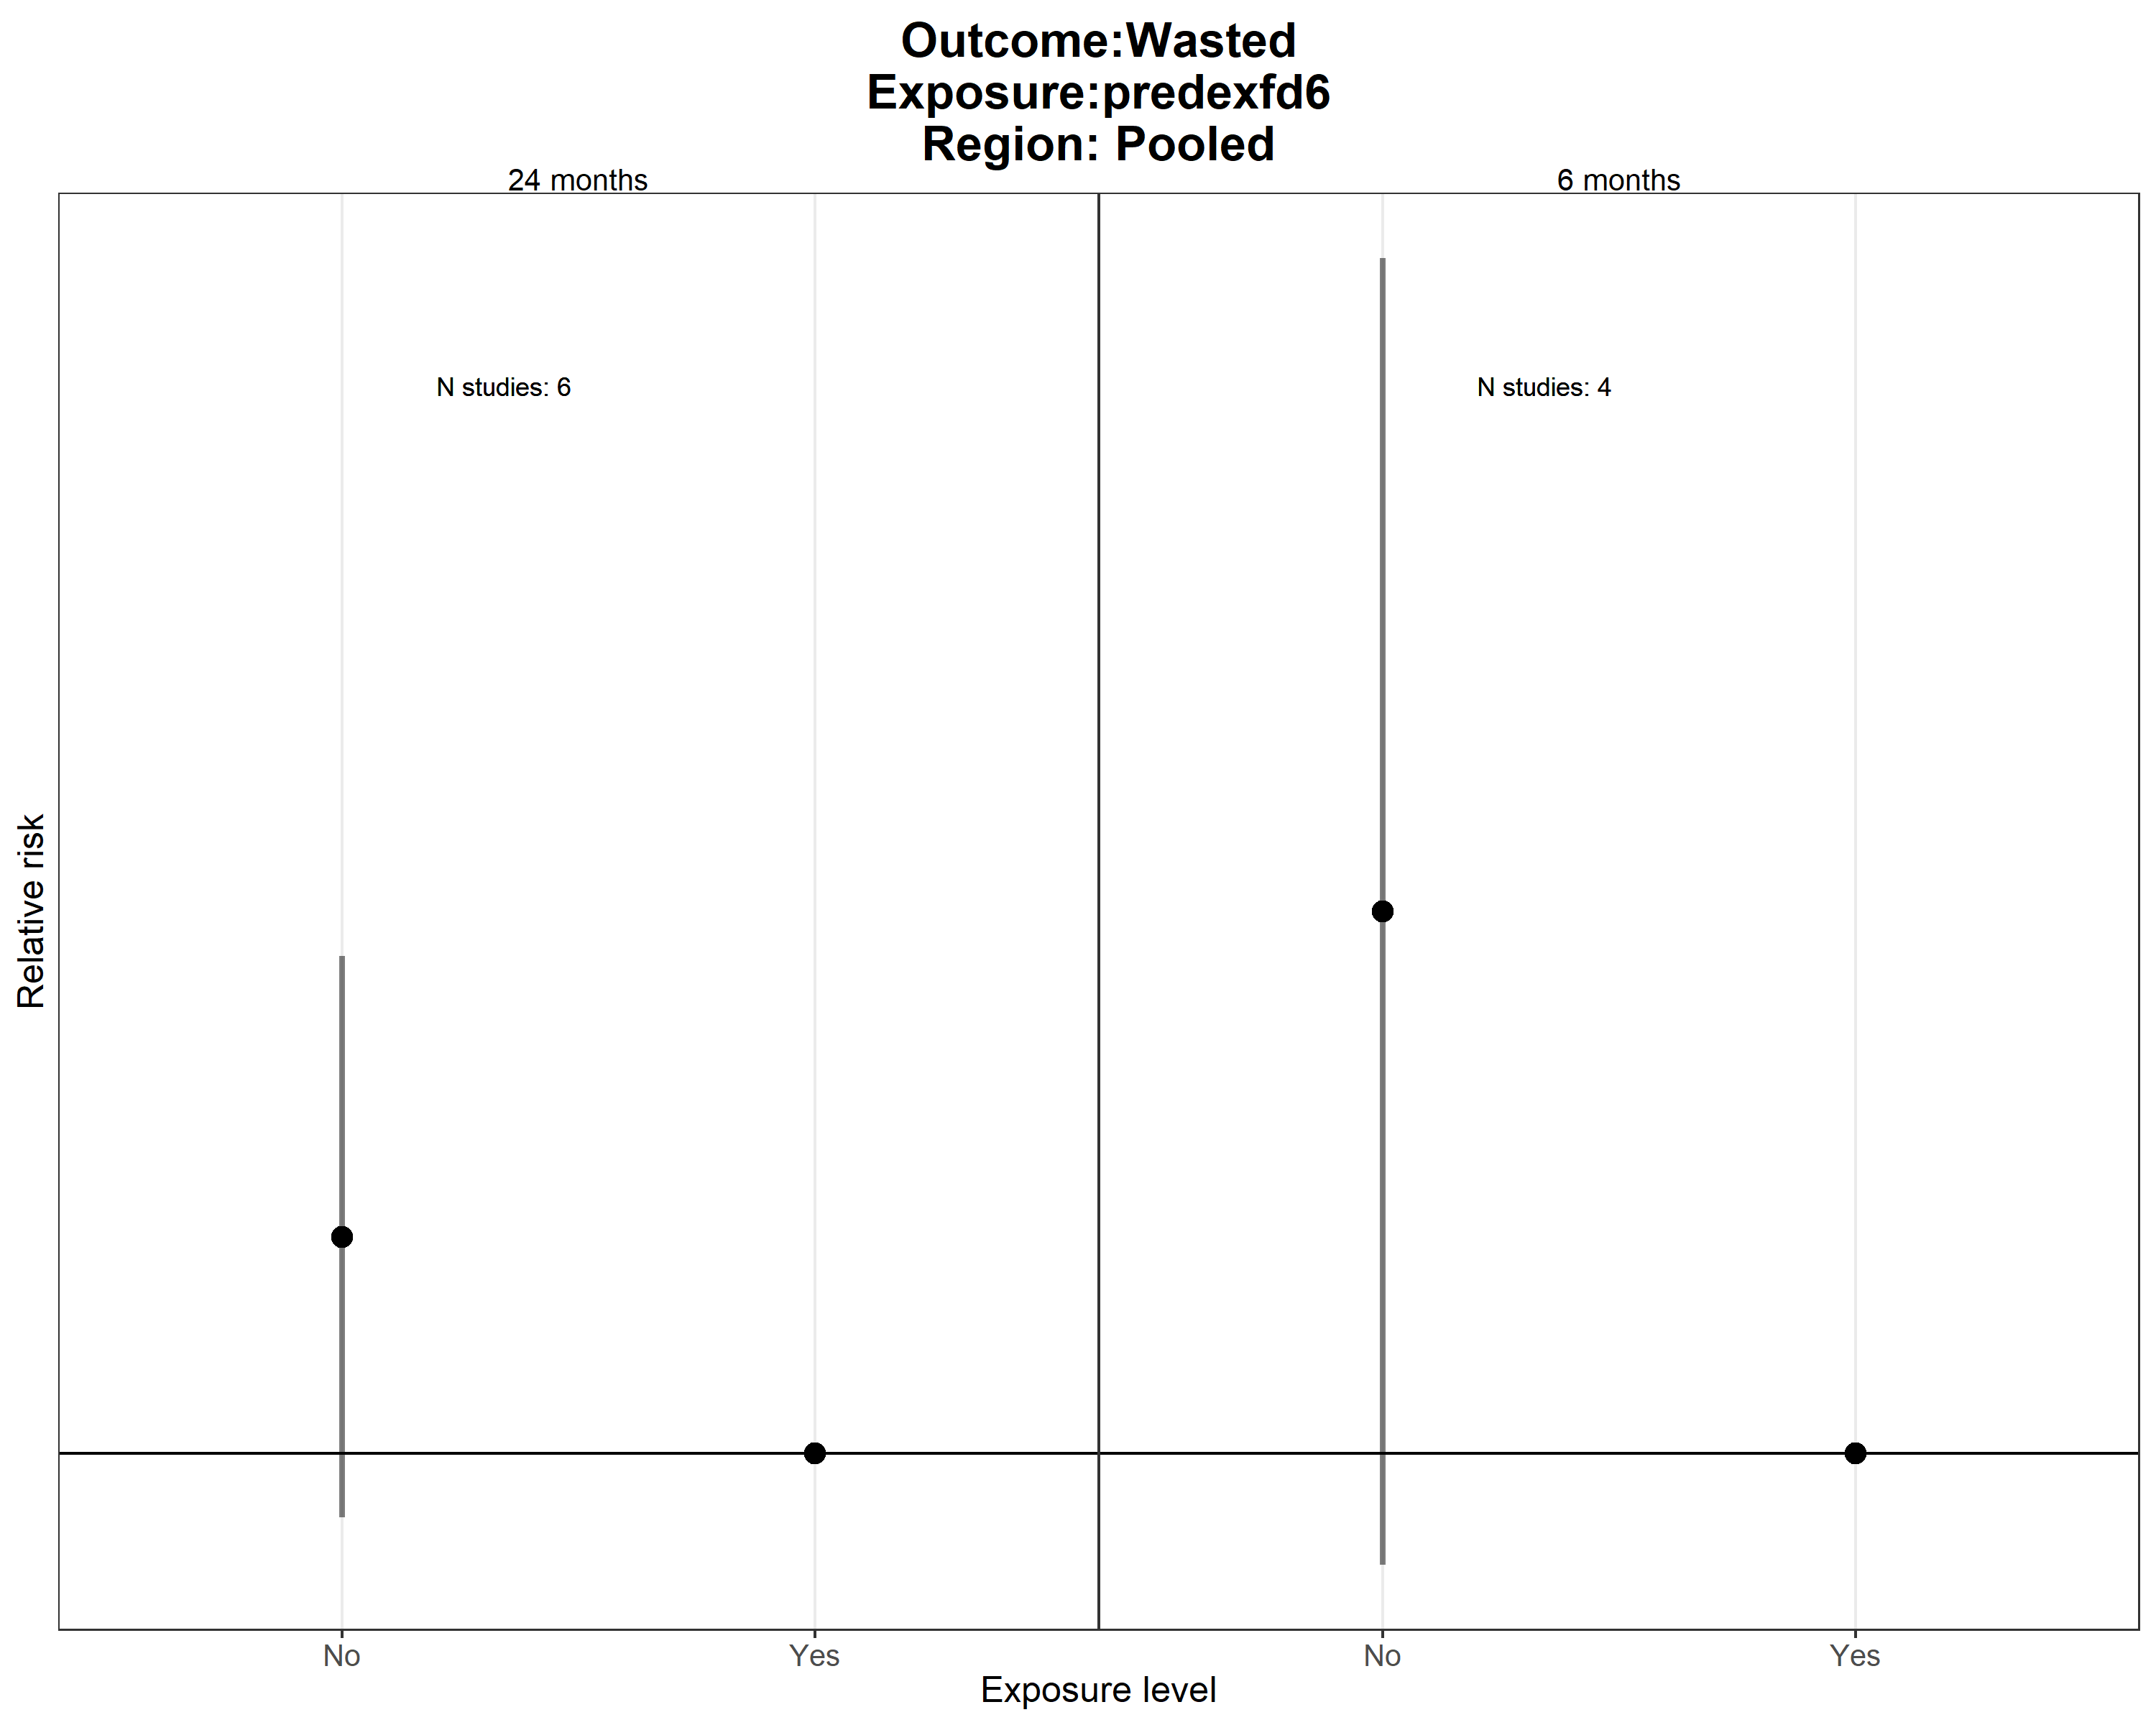 Outcome:Wasted
Exposure:predexfd6
Region: Pooled
24 months
6 months
N studies: 6
N studies: 4
Relative risk
No
Yes
No
Yes
Exposure level